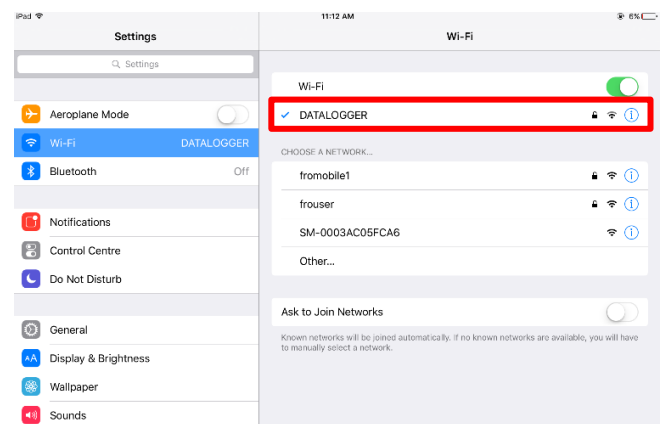 iPad 11:12 AM 6%
Settings
Wi-Fi
Settings
Aeroplane Mode
Wi-Fi DATALOGGER
Bluetooth Off
Notifications
Control Centre
Do Not Disturb
General
AA Display & Brightness
Wallpaper
Sounds
Wi-Fi
DATALOGGER
CHOOSE A NETWORK...
fromobile1
frouser
SM-0003AC05FCA6
Other...
Ask to Join Networks
Known networks will be joined automatically. If no known networks are available, you will have
to manually select a network.